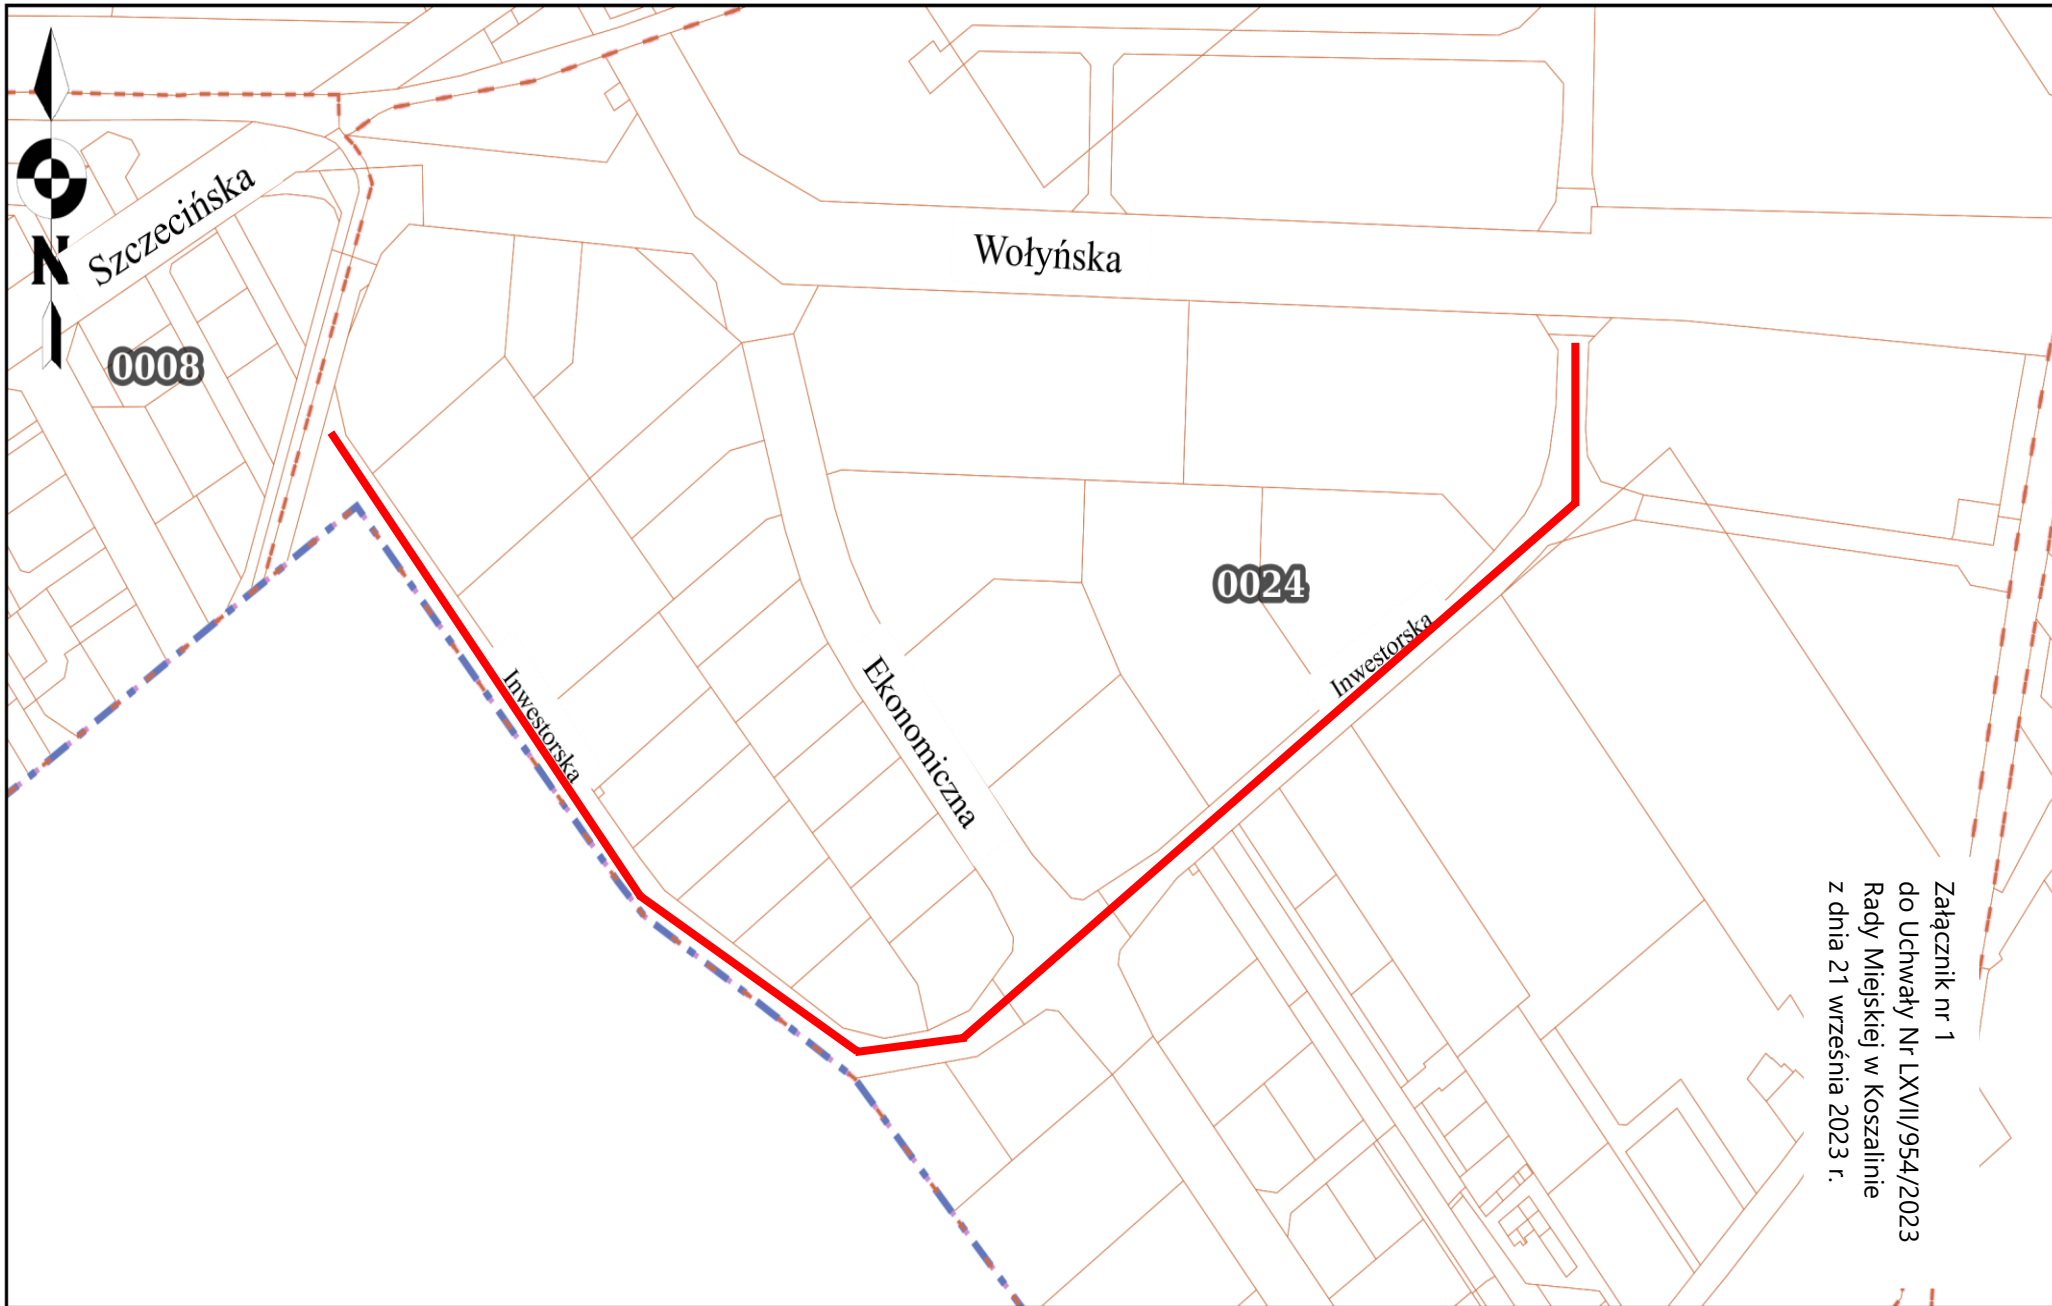 Szczecińska
Wołyńska
N
0008
0024
Inwestorska
Inwestorska
Ekonomiczna
Załącznik nr 1
do Uchwały Nr LXVII/954/2023
Rady Miejskiej w Koszalinie
z dnia 21 września 2023 r.